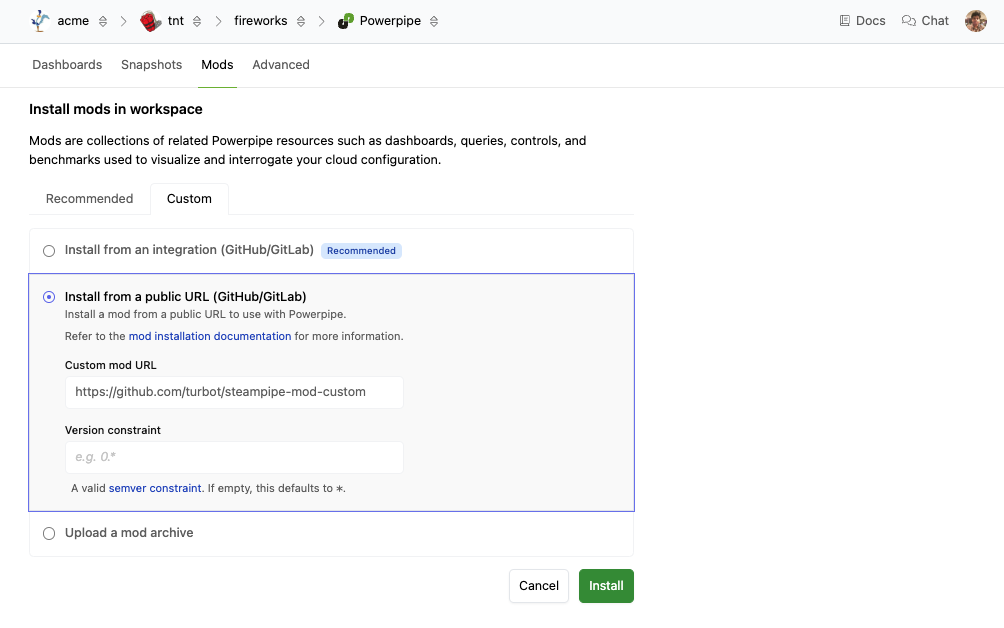 acme tnt fireworks Powerpipe Docs Chat
Dashboards Snapshots Mods Advanced
Install mods in workspace
Mods are collections of related Powerpipe resources such as dashboards, queries, controls, and
benchmarks used to visualize and interrogate your cloud configuration.
Recommended Custom
Install from an integration (GitHub/GitLab) Recommended
Install from a public URL (GitHub/GitLab)
Install a mod from a public URL to use with Powerpipe.
Refer to the mod installation documentation for more information.
Custom mod URL
https://github.com/turbot/steampipe-mod-custom
Version constraint
e.g. 0.*
A valid semver constraint. If empty, this defaults to *.
Upload a mod archive
Cancel Install